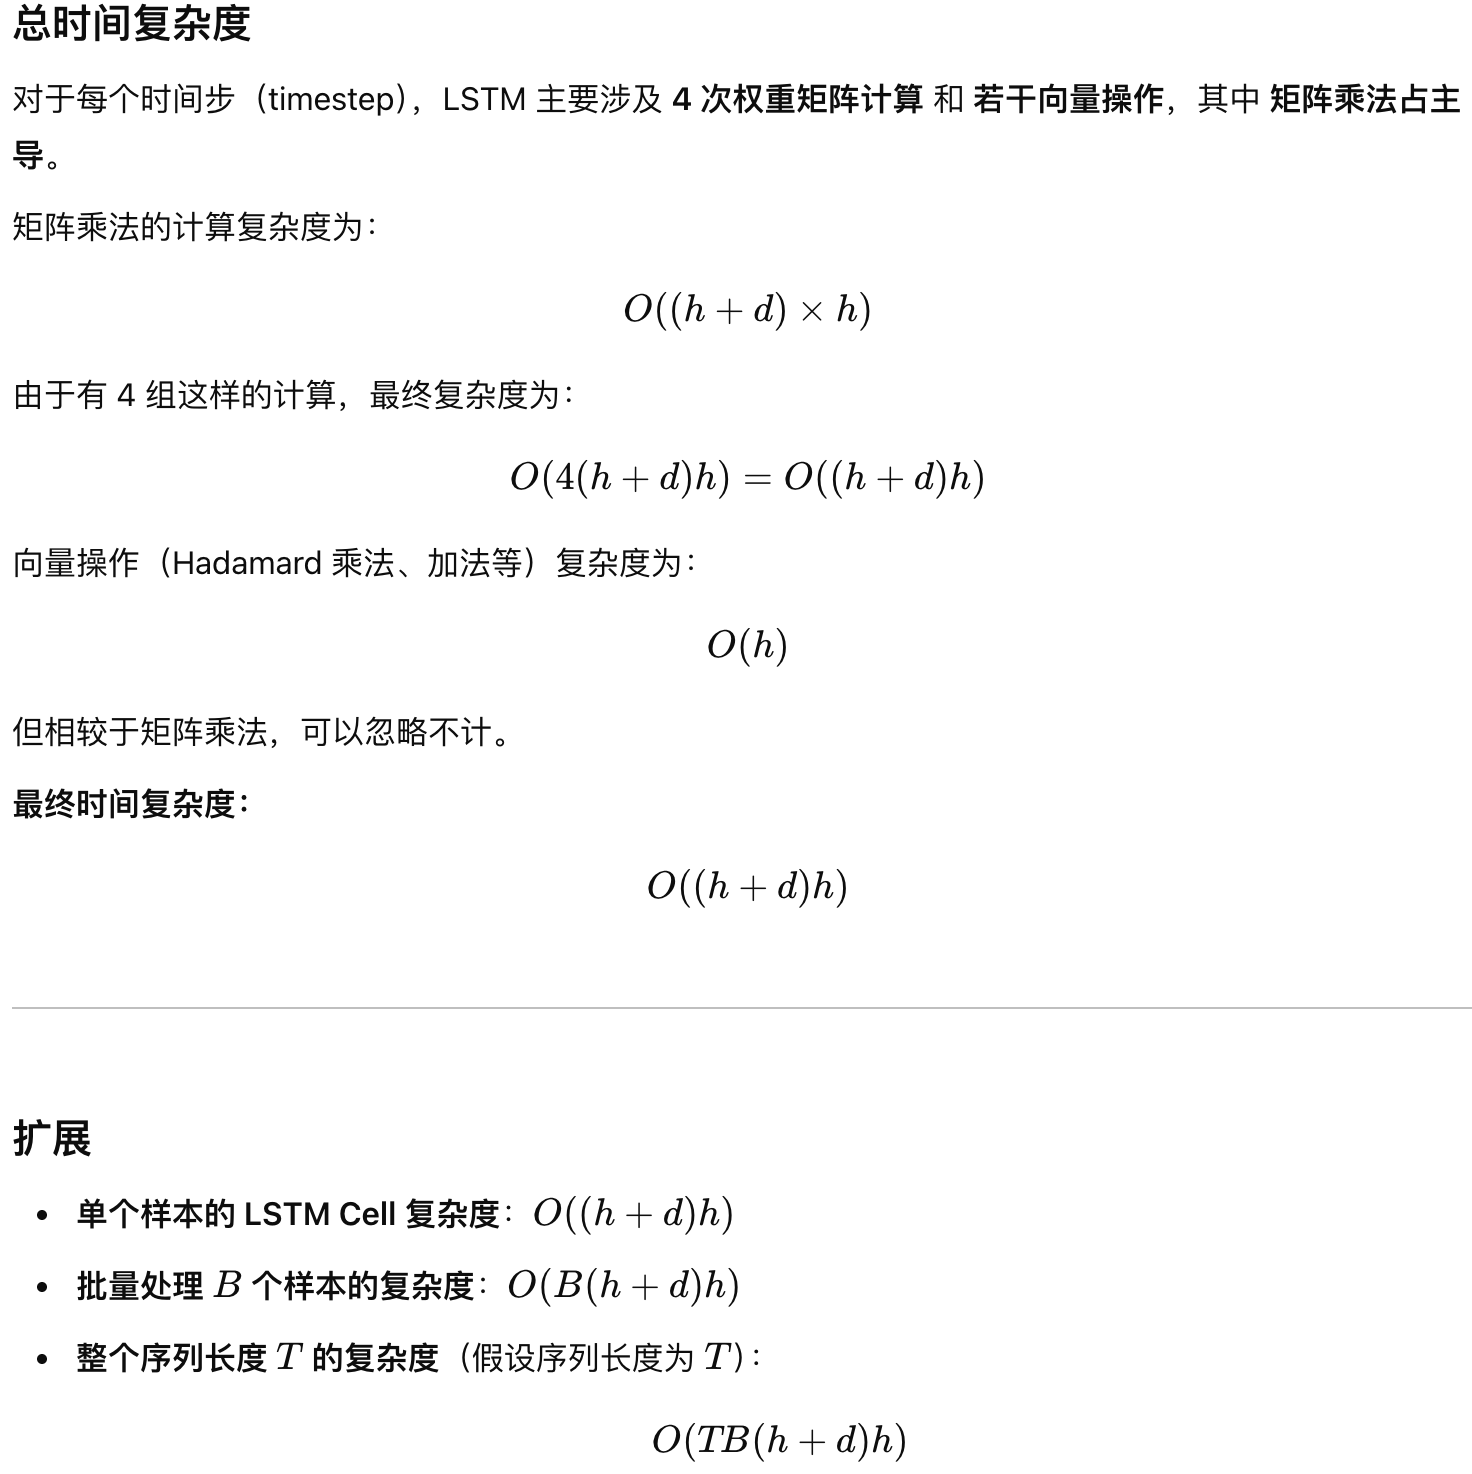 总时间复杂度
对于每个时间步（timestep），LSTM 主要涉及 4 次权重矩阵计算 和 若干向量操作，其中 矩阵乘法占主
导。
矩阵乘法的计算复杂度为：
O((h + d) × h)
由于有 4 组这样的计算，最终复杂度为：
O(4(h + d)h) = O((h + d)h)
向量操作（Hadamard 乘法、加法等）复杂度为：
O(h)
但相较于矩阵乘法，可以忽略不计。
最终时间复杂度：
O((h + d)h)
扩展
• 单个样本的 LSTM Cell 复杂度：O((h + d)h)
• 批量处理 B 个样本的复杂度：O(B(h + d)h)
• 整个序列长度 T 的复杂度（假设序列长度为 T）：
O(TB(h + d)h)